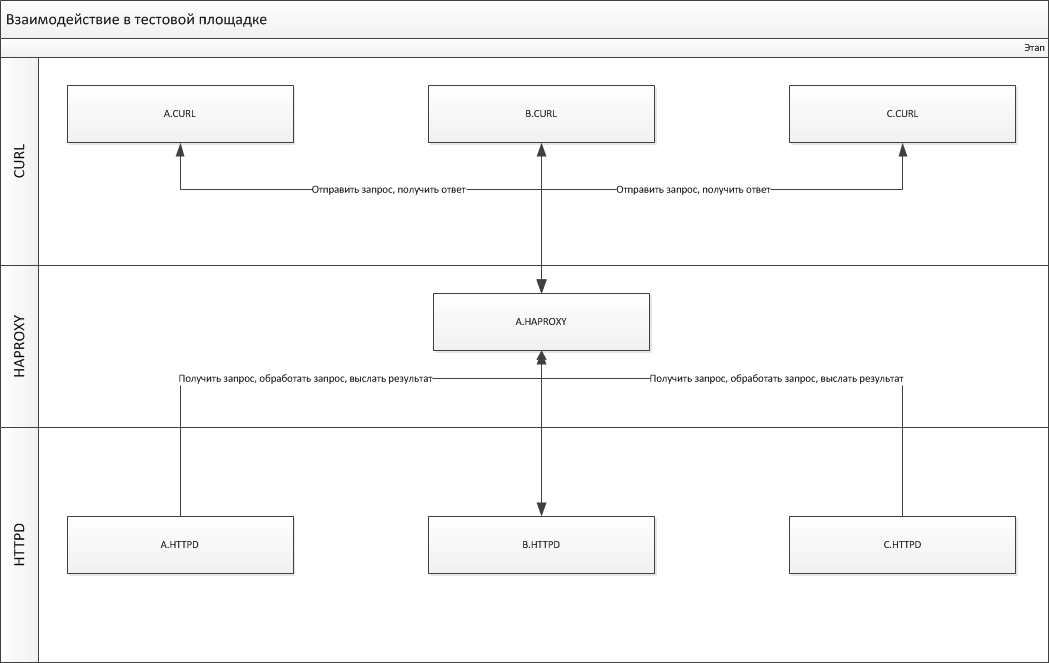 Взаимодействие в тестовой площадке
Этап
CURL
A.CURL
B.CURL
C.CURL
Отправить запрос, получить ответ
Отправить запрос, получить ответ
HAPROXY
A.HAPROXY
Получить запрос, обработать запрос, выслать результат
Получить запрос, обработать запрос, выслать результат
HTTPD
A.HTTPD
B.HTTPD
C.HTTPD